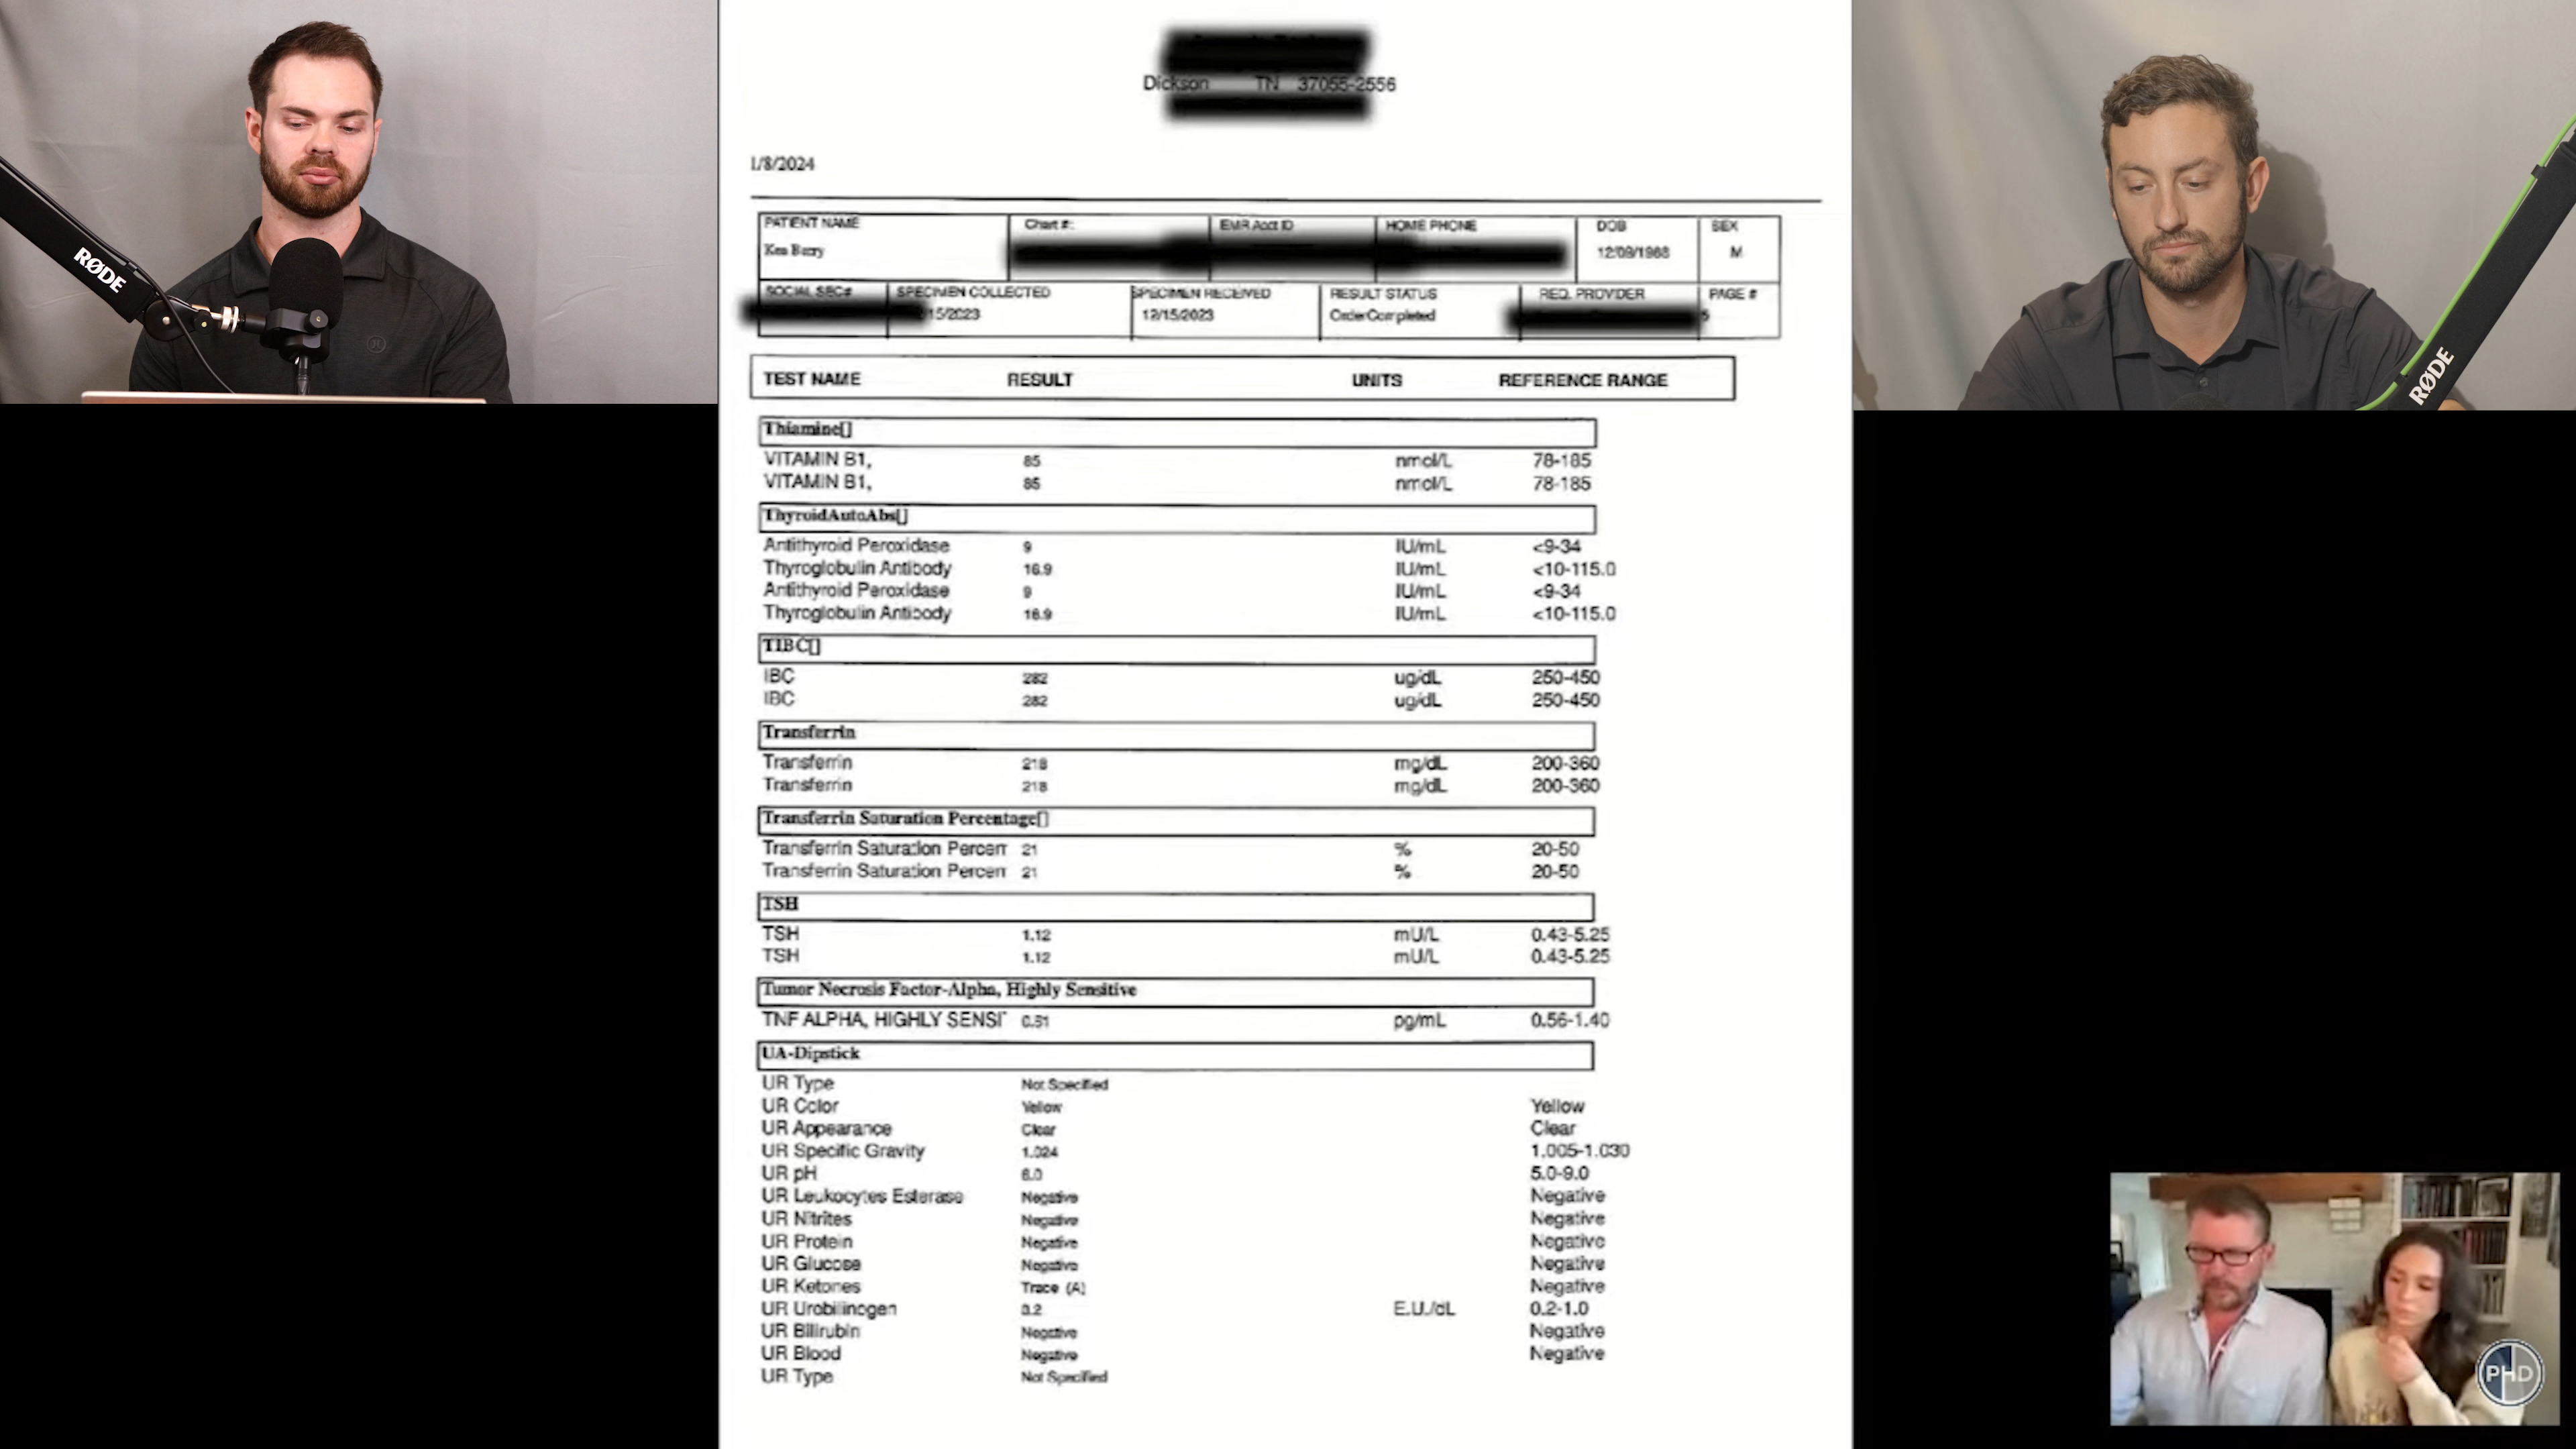 RØDE
Dickson TN 37055-2556
1/8/2024
PATIENT NAME Chart #: EMR Acct ID HOME PHONE DOB SEX
Ken Berry 12/09/1968 M
SOCIAL SEC# SPECIMEN COLLECTED SPECIMEN RECEIVED RESULT STATUS REQ. PROVIDER PAGE #
15/2023 12/15/2023 OrderCompleted 5
TEST NAME RESULT UNITS REFERENCE RANGE
Thiamine[]
VITAMIN B1, 85 nmol/L 78-185
VITAMIN B1, 85 nmol/L 78-185
ThyroidAutoAbs[]
Antithyroid Peroxidase 9 IU/mL <9-34
Thyroglobulin Antibody 16.9 IU/mL <10-115.0
Antithyroid Peroxidase 9 IU/mL <9-34
Thyroglobulin Antibody 16.9 IU/mL <10-115.0
TIBC[]
IBC 282 ug/dL 250-450
IBC 282 ug/dL 250-450
Transferrin
Transferrin 218 mg/dL 200-360
Transferrin 218 mg/dL 200-360
Transferrin Saturation Percentage[]
Transferrin Saturation Percen 21 % 20-50
Transferrin Saturation Percen 21 % 20-50
TSH
TSH 1.12 mU/L 0.43-5.25
TSH 1.12 mU/L 0.43-5.25
Tumor Necrosis Factor-Alpha, Highly Sensitive
TNF ALPHA, HIGHLY SENSI pg/mL 0.56-1.40
UA-Dipstick
UR Type Not Specified
UR Color Yellow Yellow
UR Appearance Clear Clear
UR Specific Gravity 1.024 1.005-1.030
UR pH 6.0 5.0-9.0
UR Leukocytes Esterase Negative Negative
UR Nitrites Negative Negative
UR Protein Negative Negative
UR Glucose Negative Negative
UR Ketones Trace (A) Negative
UR Urobilinogen 0.2 E.U./dL 0.2-1.0
UR Bilirubin Negative Negative
UR Blood Negative Negative
UR Type Not Specified
RØDE
PHD